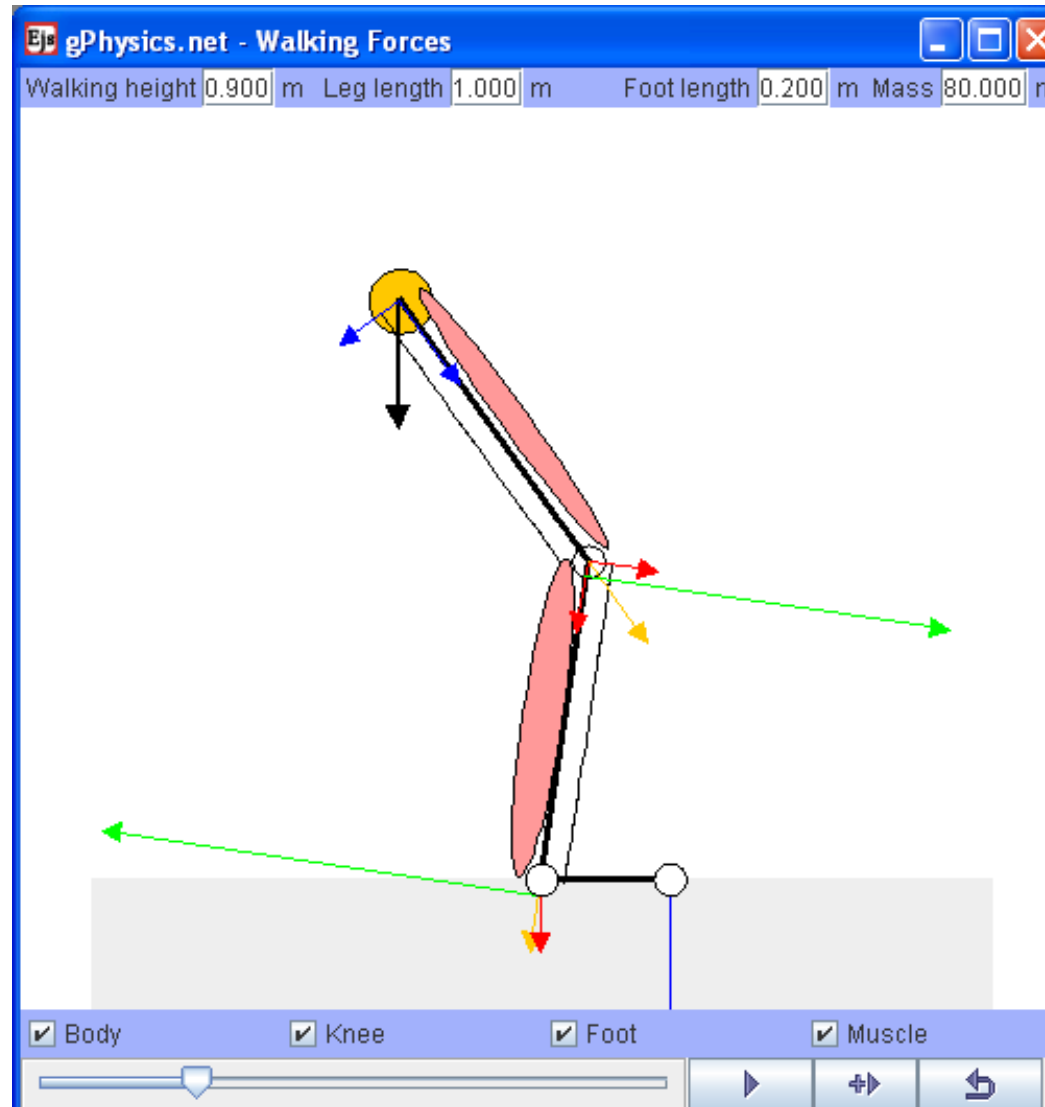 Ejs gPhysics.net - Walking Forces
Walking height 0.900 m Leg length 1.000 m Foot length 0.200 m Mass 80.000
Body Knee Foot Muscle